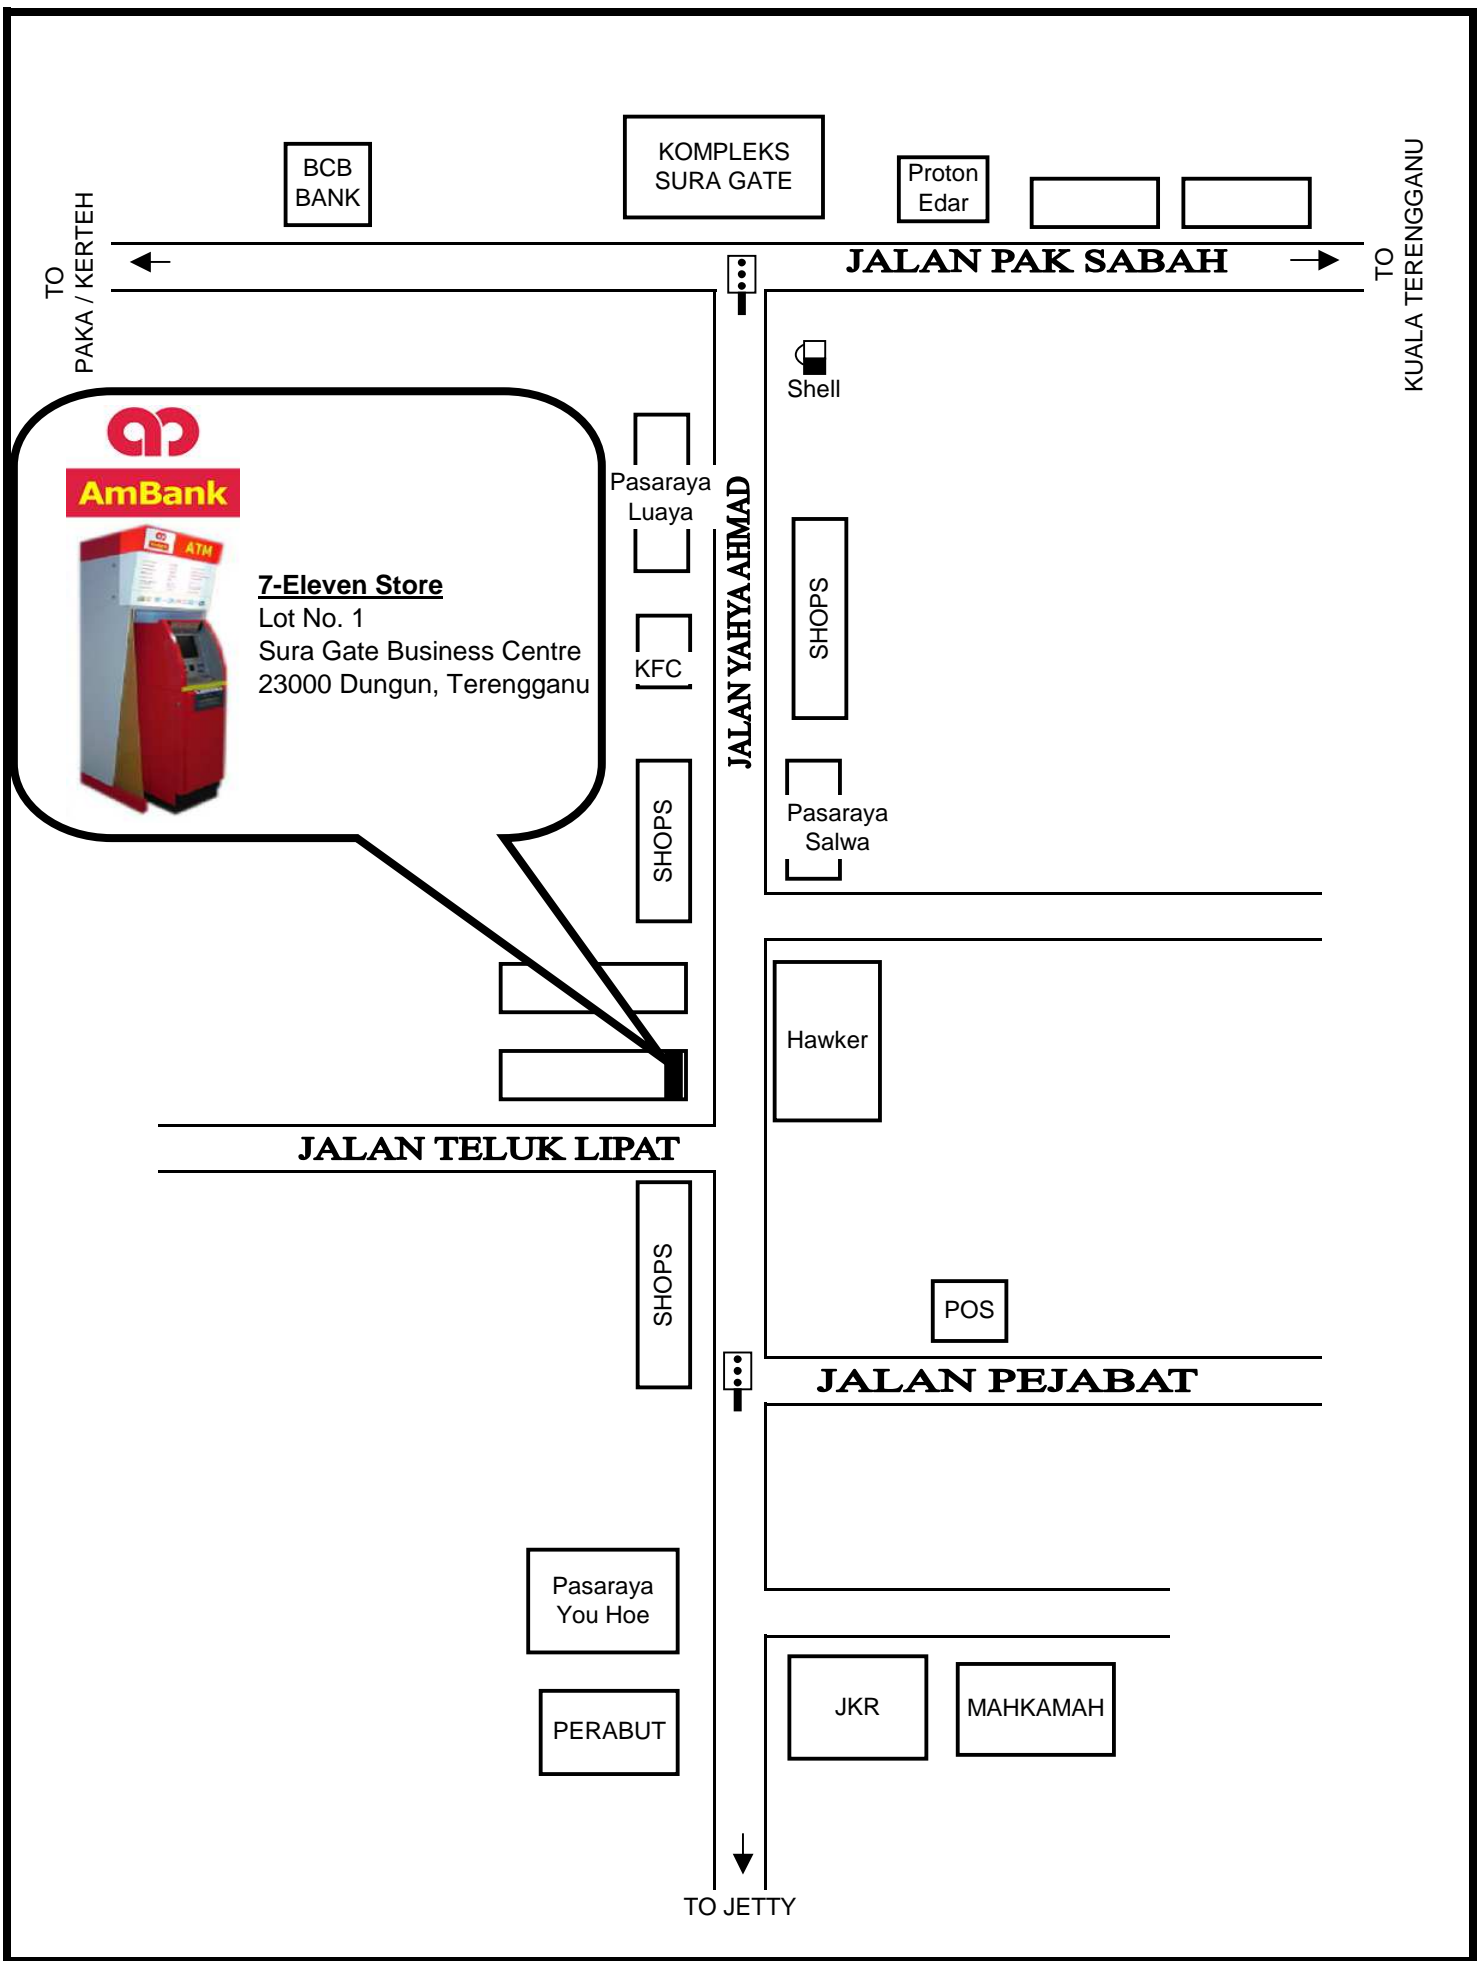 BCB
BANK
KOMPLEKS
SURA GATE
Proton
Edar
TO
PAKA / KERTEH
JALAN PAK SABAH
TO
KUALA TERENGGANU
Shell
AmBank
ATM
7-Eleven Store
Lot No. 1
Sura Gate Business Centre
23000 Dungun, Terengganu
Pasaraya
Luaya
JALAN YAHYA AHMAD
SHOPS
KFC
SHOPS
Pasaraya
Salwa
Hawker
JALAN TELUK LIPAT
SHOPS
POS
JALAN PEJABAT
Pasaraya
You Hoe
PERABUT
JKR
MAHKAMAH
TO JETTY